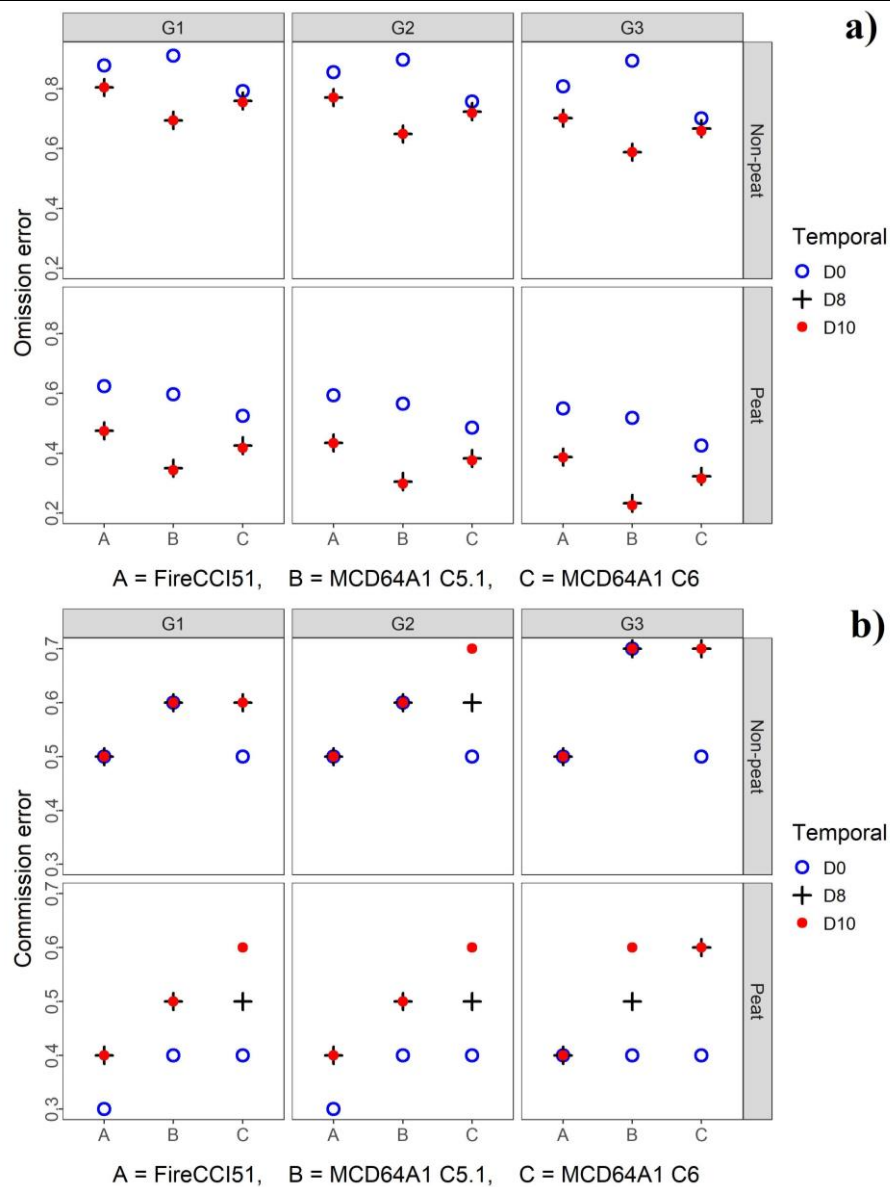 a)
G1 G2 G3
Omission error
0.8
0.6
0.4
0.2
Non-peat
0.8
0.6
0.4
0.2
Peat
A B C A B C A B C
A = FireCCI51, B = MCD64A1 C5.1, C = MCD64A1 C6
Temporal
D0
D8
D10
b)
G1 G2 G3
Commission error
0.7
0.6
0.5
0.4
0.3
Non-peat
0.7
0.6
0.5
0.4
0.3
Peat
A B C A B C A B C
A = FireCCI51, B = MCD64A1 C5.1, C = MCD64A1 C6
Temporal
D0
D8
D10